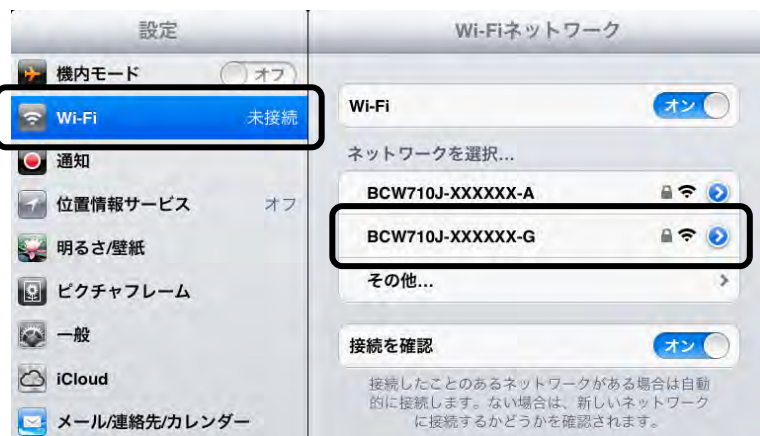 設定
機内モード オフ
Wi-Fi 未接続
通知
位置情報サービス オフ
明るさ/壁紙
ピクチャフレーム
一般
iCloud
メール/連絡先/カレンダー
Wi-Fiネットワーク
Wi-Fi オン
ネットワークを選択...
BCW710J-XXXXXX-A
BCW710J-XXXXXX-G
その他...
接続を確認 オン
接続したことのあるネットワークがある場合は自動
的に接続します。ない場合は、新しいネットワーク
に接続するかどうかを確認されます。